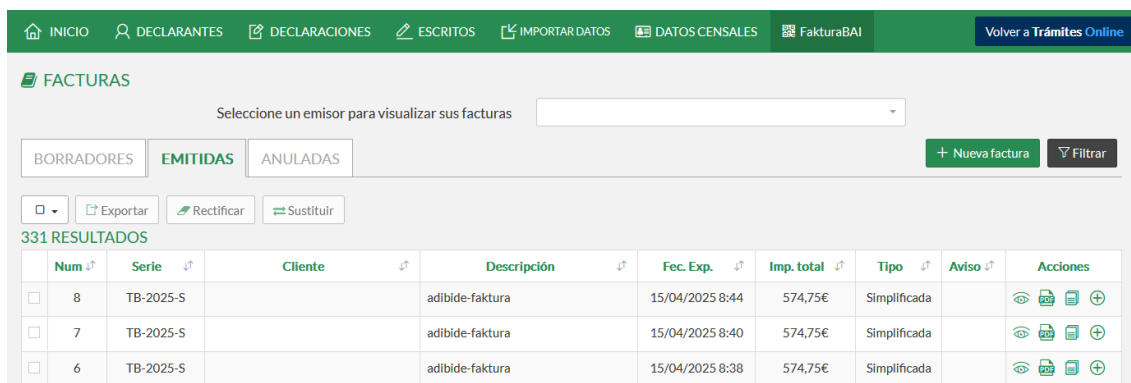 INICIO DECLARANTES DECLARACIONES ESCRITOS IMPORTAR DATOS DATOS CENSALES FakturaBAI Volver a Trámites Online
FACTURAS
Seleccione un emisor para visualizar sus facturas
BORRADORES EMITIDAS ANULADAS + Nueva factura Filtrar
Exportar Rectificar Sustituir
331 RESULTADOS
Num Serie Cliente Descripción Fec. Exp. Imp. total Tipo Aviso Acciones
8 TB-2025-S adibide-faktura 15/04/2025 8:44 574,75€ Simplificada PDF
7 TB-2025-S adibide-faktura 15/04/2025 8:40 574,75€ Simplificada PDF
6 TB-2025-S adibide-faktura 15/04/2025 8:38 574,75€ Simplificada PDF